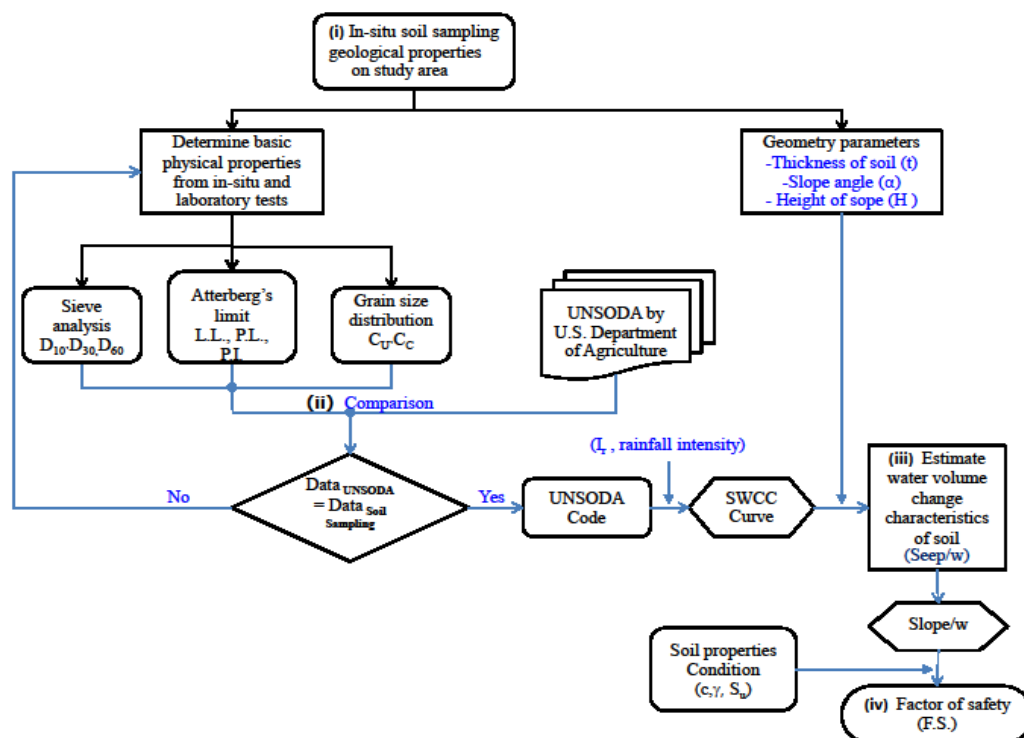 (i) In-situ soil sampling
geological properties
on study area
Determine basic
physical properties
from in-situ and
laboratory tests
Geometry parameters
-Thickness of soil (t)
-Slope angle (α)
- Height of sope (H )
Sieve
analysis
D10,D30,D60
Atterberg's
limit
L.L., P.L.,
P.I.
Grain size
distribution
CU,CC
UNSODA by
U.S. Department
of Agriculture
(ii) Comparison
(Ir , rainfall intensity)
No
Data UNSODA
= Data Soil
Sampling
Yes
UNSODA
Code
SWCC
Curve
(iii) Estimate
water volume
change
characteristics
of soil
(Seep/w)
Slope/w
Soil properties
Condition
(c,γ, Su)
(iv) Factor of safety
(F.S.)